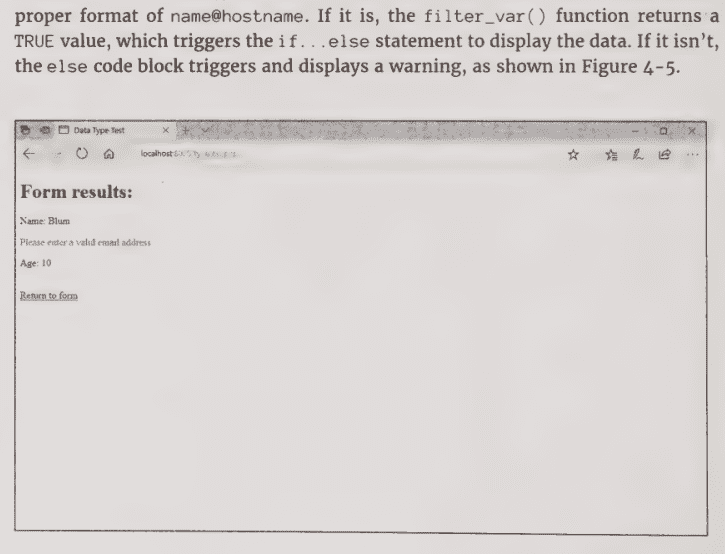 proper format of name@hostname. If it is, the filter_var() function returns a
TRUE value, which triggers the if...else statement to display the data. If it isn't,
the else code block triggers and displays a warning, as shown in Figure 4-5.
Data Type Test
localhost
Form results:
Name: Blum
Please enter a valid email address
Age: 10
Return to form